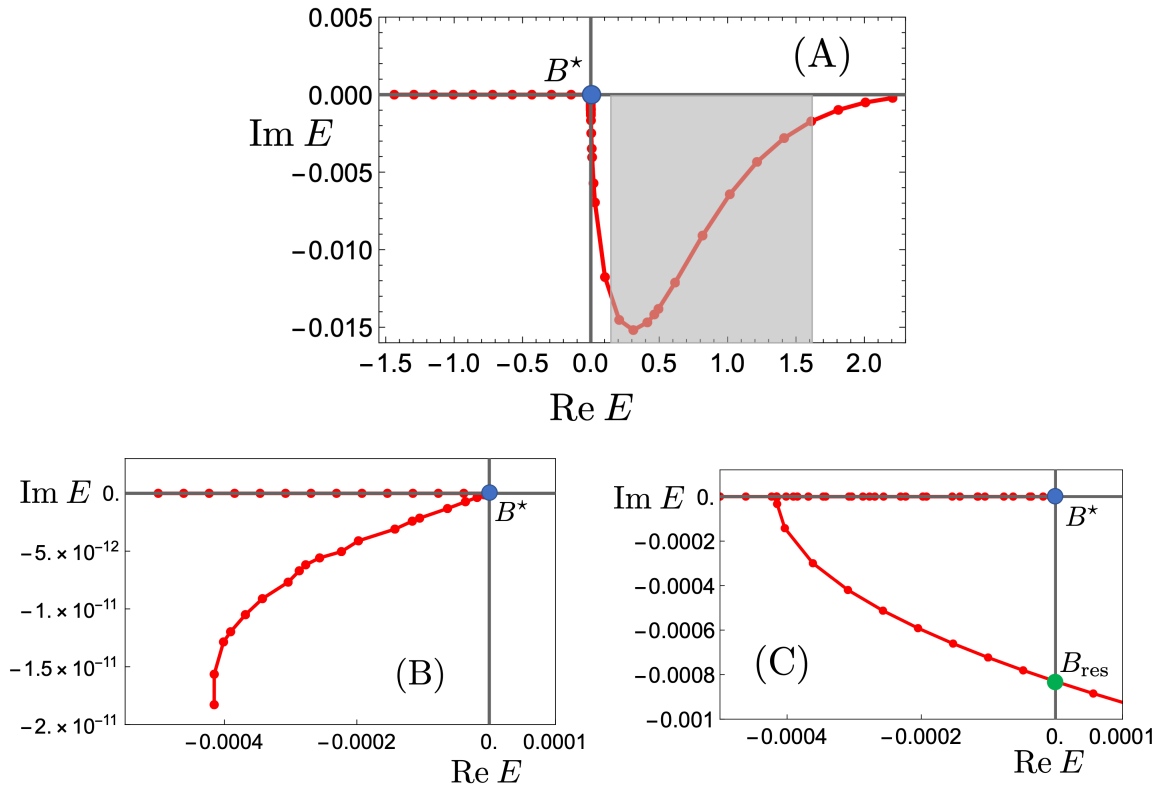 0.005
(A)
B⋆
0.000
Im E
−0.005
−0.010
−0.015
−1.5 −1.0 −0.5 0.0 0.5 1.0 1.5 2.0
Re E
Im E 0.
B⋆
−5. × 10⁻¹²
−1. × 10⁻¹¹
−1.5 × 10⁻¹¹
(B)
−2. × 10⁻¹¹
−0.0004 −0.0002 0. 0.0001
Re E
Im E 0.
B⋆
−0.0002
−0.0004
−0.0006
(C)
B_res
−0.0008
−0.001
−0.0004 −0.0002 0. 0.0001
Re E